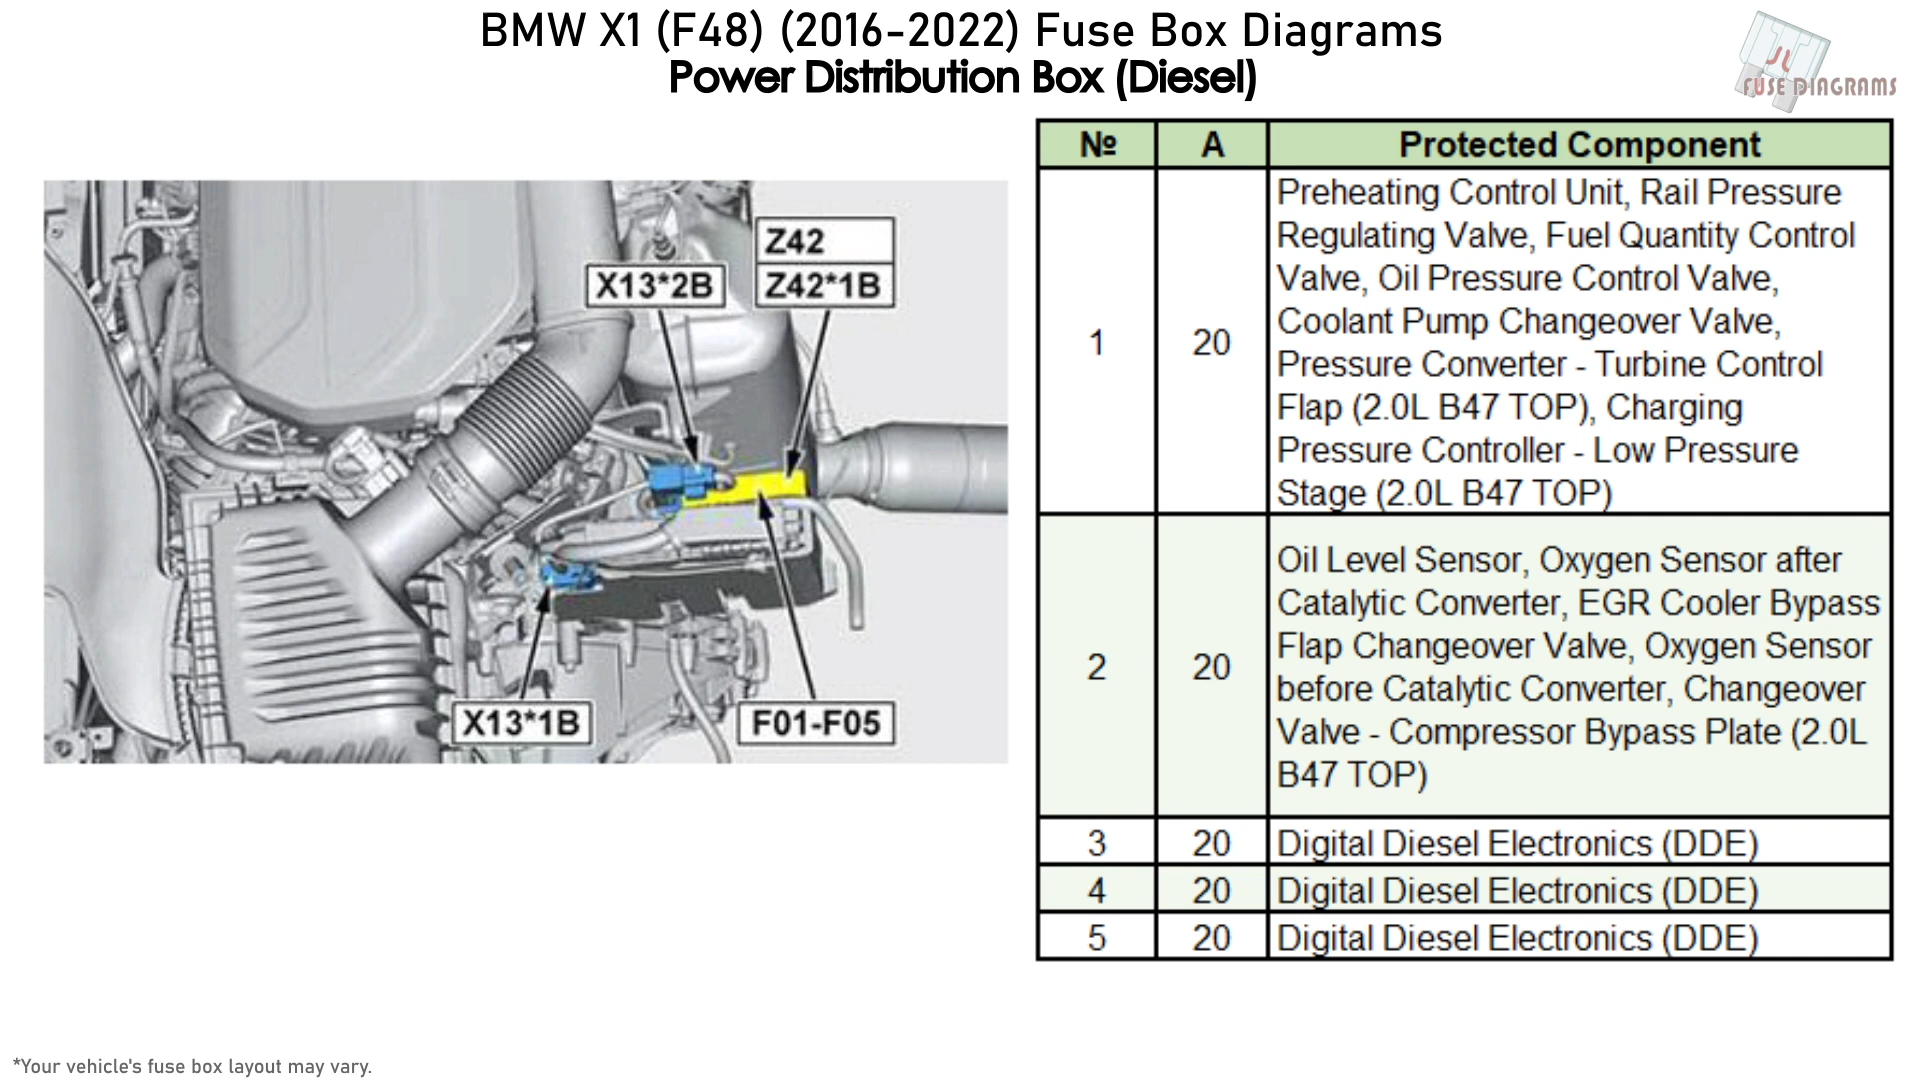 BMW X1 (F48) (2016-2022) Fuse Box Diagrams
Power Distribution Box (Diesel)
FUSE DIAGRAMS
Z42
X13*2B
Z42*1B
X13*1B
F01-F05
№ A Protected Component
1 20 Preheating Control Unit, Rail Pressure
Regulating Valve, Fuel Quantity Control
Valve, Oil Pressure Control Valve,
Coolant Pump Changeover Valve,
Pressure Converter - Turbine Control
Flap (2.0L B47 TOP), Charging
Pressure Controller - Low Pressure
Stage (2.0L B47 TOP)
2 20 Oil Level Sensor, Oxygen Sensor after
Catalytic Converter, EGR Cooler Bypass
Flap Changeover Valve, Oxygen Sensor
before Catalytic Converter, Changeover
Valve - Compressor Bypass Plate (2.0L
B47 TOP)
3 20 Digital Diesel Electronics (DDE)
4 20 Digital Diesel Electronics (DDE)
5 20 Digital Diesel Electronics (DDE)
*Your vehicle's fuse box layout may vary.